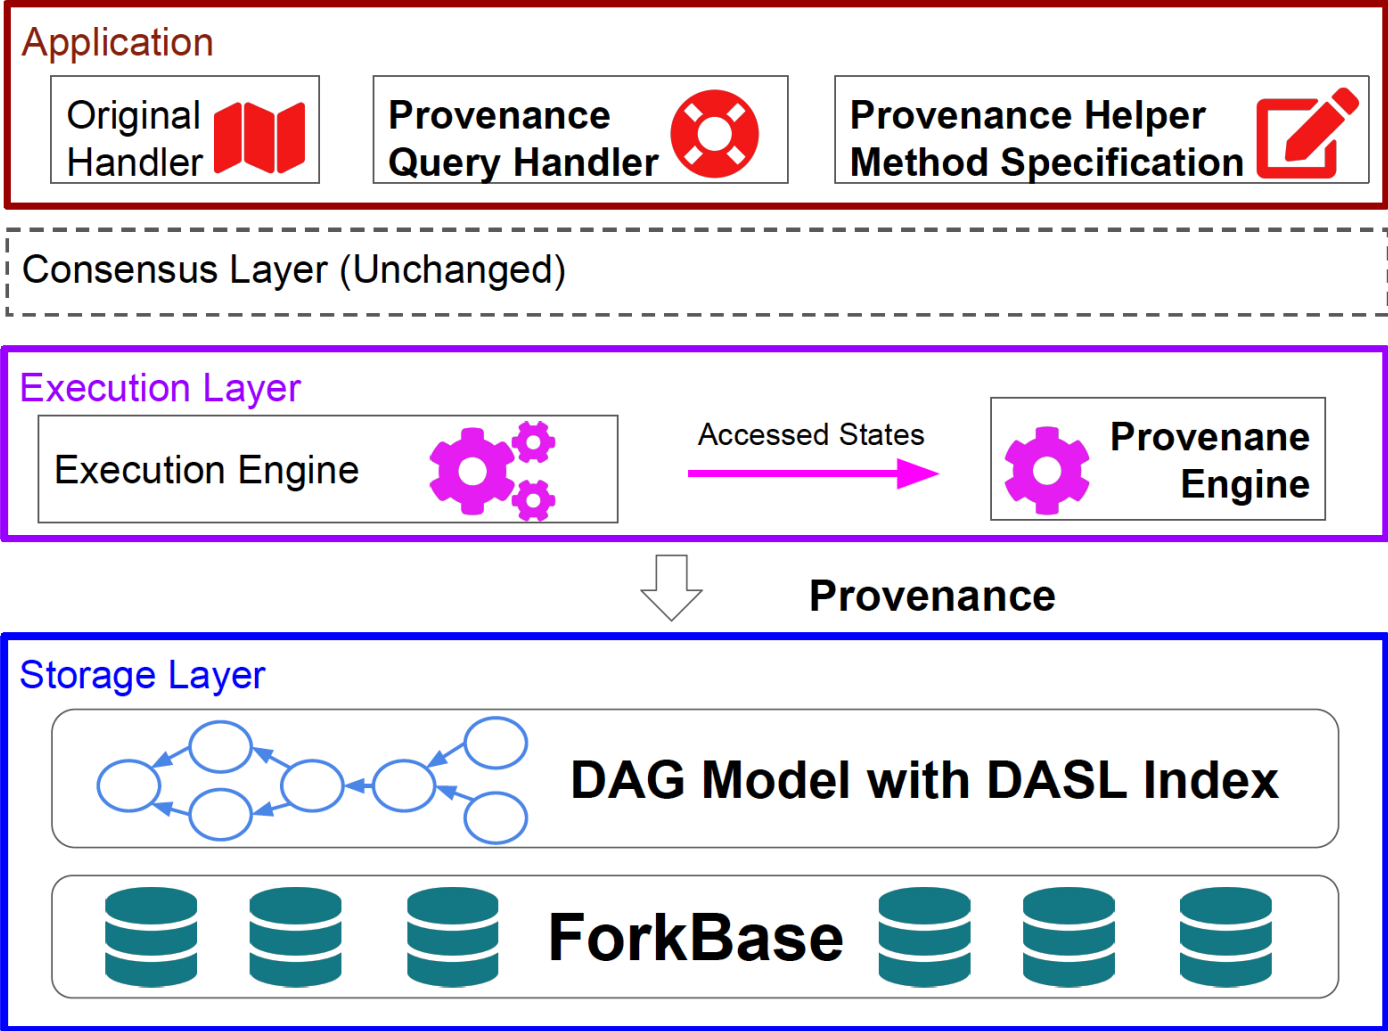 Application
Original
Handler
Provenance
Query Handler
Provenance Helper
Method Specification
Consensus Layer (Unchanged)
Execution Layer
Execution Engine
Accessed States
Provenane
Engine
Provenance
Storage Layer
DAG Model with DASL Index
ForkBase